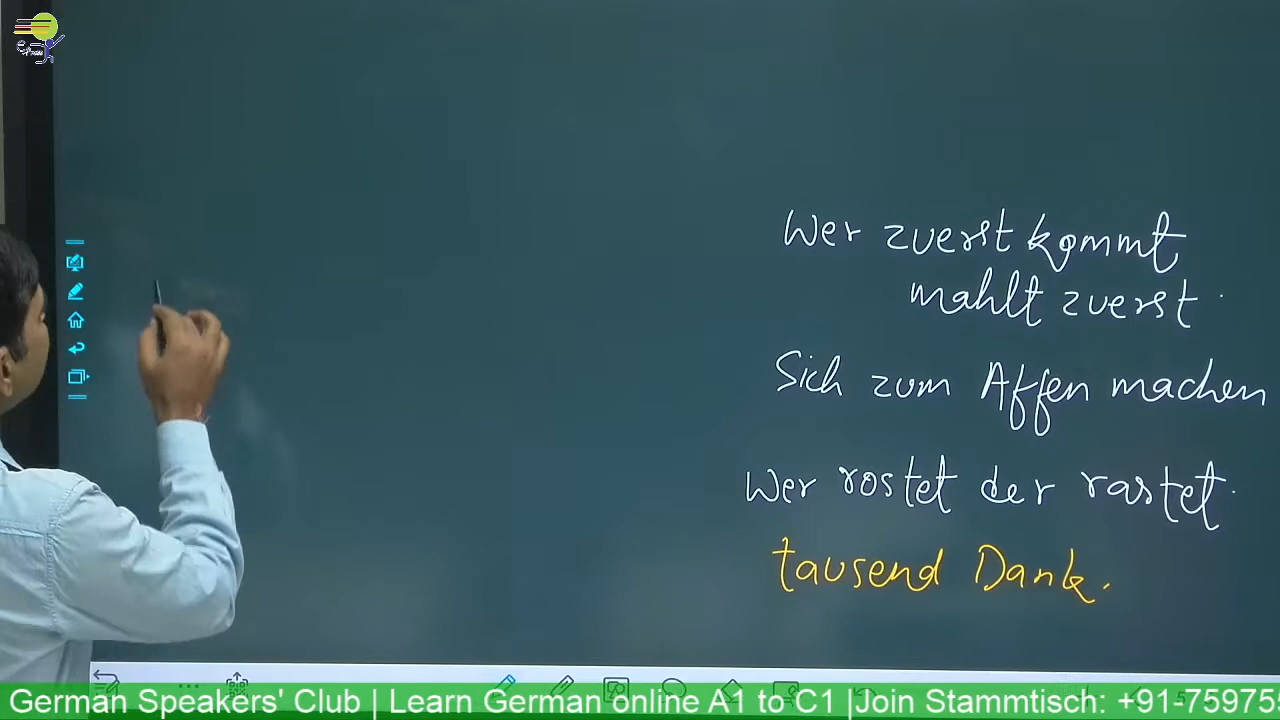 Wer zuerst kommt
mahlt zuerst.
Sich zum Affen machen
Wer rostet der rastet.
tausend Dank.
German Speakers' Club | Learn German online A1 to C1 |Join Stammtisch: +91-759755